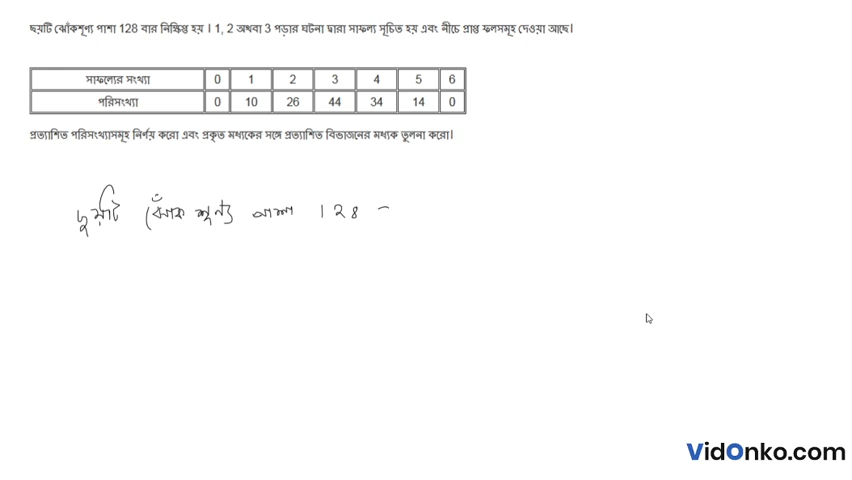 ছয়টি ঝোঁকশূণ্য পাশা 128 বার নিক্ষিপ্ত হয় । 1, 2 অথবা 3 পড়ার ঘটনা দ্বারা সাফল্য সূচিত হয় এবং নীচে প্রাপ্ত ফলসমূহ দেওয়া আছে।
সাফল্যের সংখ্যা 0 1 2 3 4 5 6
পরিসংখ্যা 0 10 26 44 34 14 0
প্রত্যাশিত পরিসংখ্যাসমূহ নির্ণয় করো এবং প্রকৃত মধ্যকের সঙ্গে প্রত্যাশিত বিভাজনের মধ্যক তুলনা করো।
ছয়টি ঝোঁক শূণ্য পাশা 128
VidOnko.com